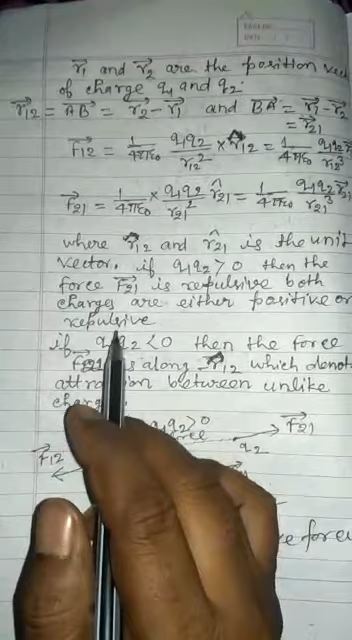 r⃗1 and r⃗2 are the position vec
of charge q1 and q2.
r⃗12 = A⃗B = r⃗2 - r⃗1 and B⃗A = r⃗1 - r⃗2
= r⃗21
F⃗12 = 1/4πε0 q1q2/r12² × r̂12 = 1/4πε0 q1q2/r12³
F⃗21 = 1/4πε0 × q1q2/r21² r̂21 = 1/4πε0 q1q2 r⃗21/r21³
where r̂12 and r̂21 is the unit
vector. if q1q2 > 0 then the
force F⃗21 is repulsive both
charges are either positive or
repulsive
if q1q2 < 0 then the force
F⃗21 is along -r̂12 which denot
attraction between unlike
charge.
q1q2 > 0
F⃗21
q2
F⃗12
e force